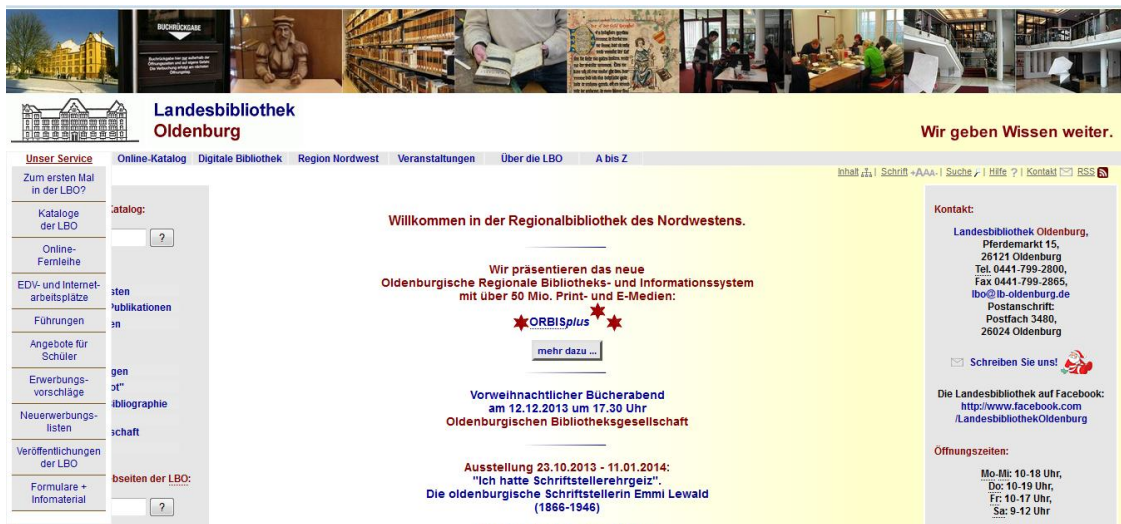 BUCHRÜCKGABE
Landesbibliothek
Oldenburg
Wir geben Wissen weiter.
Unser Service Online-Katalog Digitale Bibliothek Region Nordwest Veranstaltungen Über die LBO A bis Z
Inhalt | Schrift +AAA- | Suche | Hilfe ? | Kontakt | RSS
Zum ersten Mal
in der LBO?
Kataloge
der LBO
Online-
Fernleihe
EDV- und Internet-
arbeitsplätze
Führungen
Angebote für
Schüler
Erwerbungs-
vorschläge
Neuerwerbungs-
listen
Veröffentlichungen
der LBO
Formulare +
Infomaterial
Katalog:
?
sten
Publikationen
en
gen
ot"
ibliographie
schaft
bseiten der LBO:
?
Willkommen in der Regionalbibliothek des Nordwestens.
Wir präsentieren das neue
Oldenburgische Regionale Bibliotheks- und Informationssystem
mit über 50 Mio. Print- und E-Medien:
ORBISplus
mehr dazu ...
Vorweihnachtlicher Bücherabend
am 12.12.2013 um 17.30 Uhr
Oldenburgischen Bibliotheksgesellschaft
Ausstellung 23.10.2013 - 11.01.2014:
"Ich hatte Schriftstellerehrgeiz".
Die oldenburgische Schriftstellerin Emmi Lewald
(1866-1946)
Kontakt:
Landesbibliothek Oldenburg,
Pferdemarkt 15,
26121 Oldenburg
Tel. 0441-799-2800,
Fax 0441-799-2865,
lbo@lb-oldenburg.de
Postanschrift:
Postfach 3480,
26024 Oldenburg
Schreiben Sie uns!
Die Landesbibliothek auf Facebook:
http://www.facebook.com
/LandesbibliothekOldenburg
Öffnungszeiten:
Mo-Mi: 10-18 Uhr,
Do: 10-19 Uhr,
Fr: 10-17 Uhr,
Sa: 9-12 Uhr